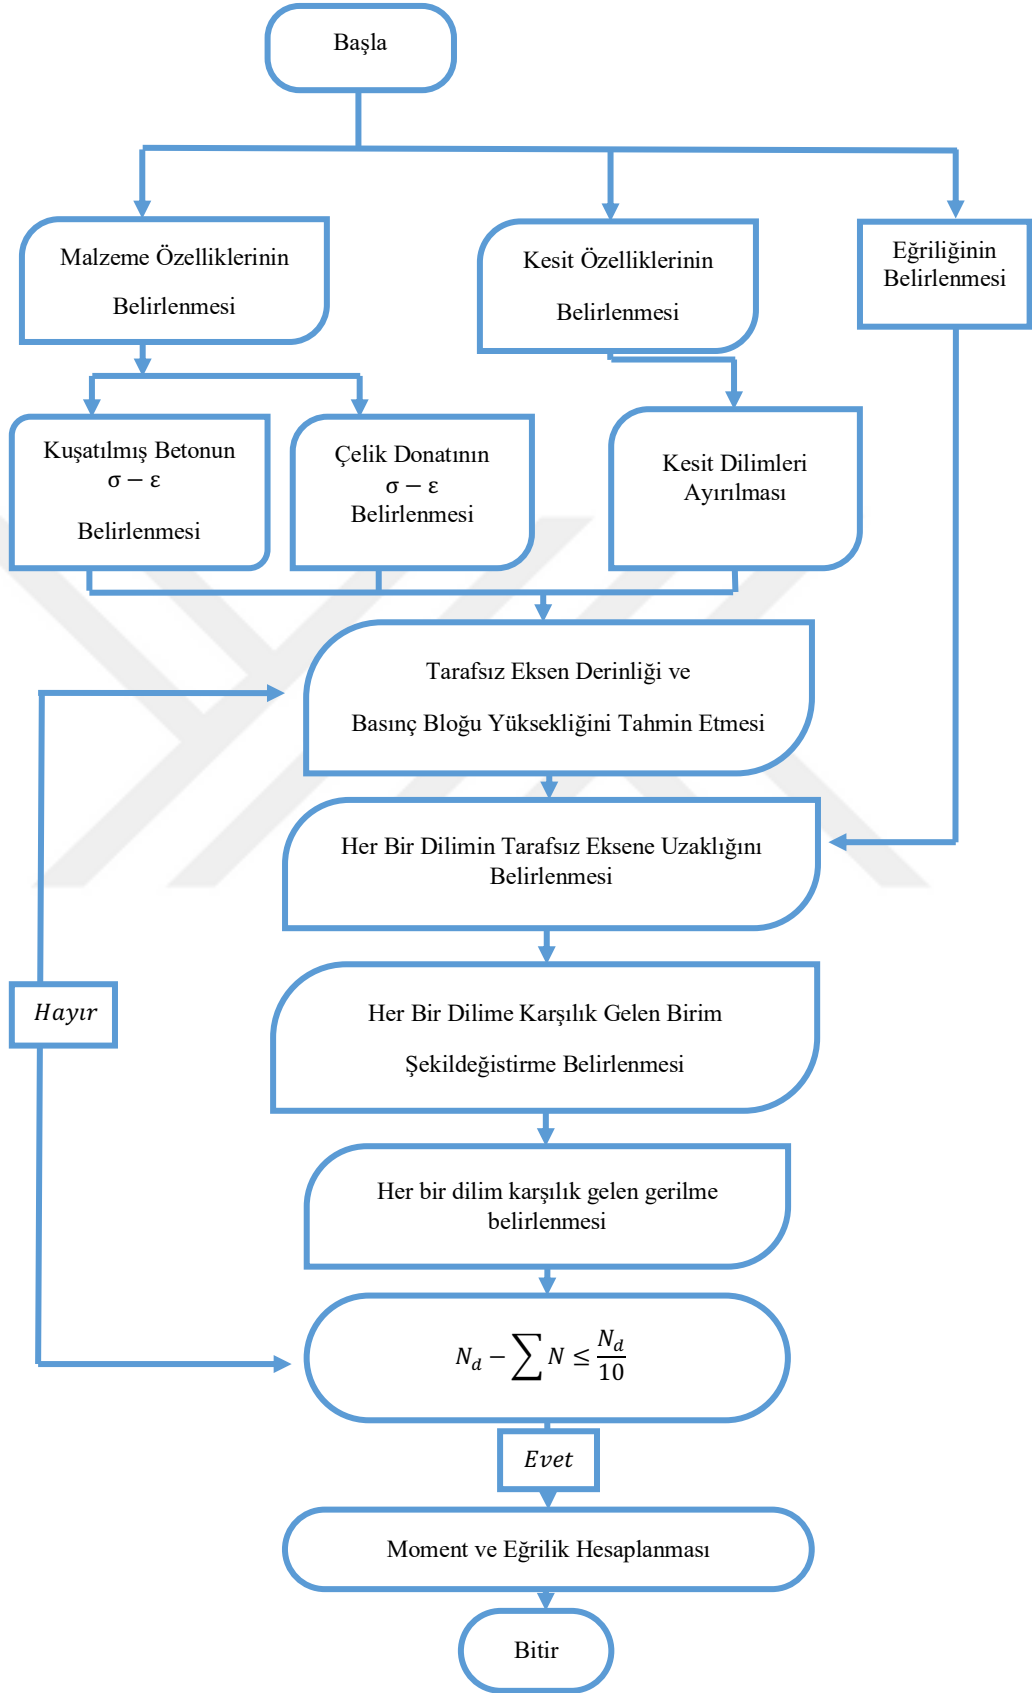 Başla
Malzeme Özelliklerinin
Belirlenmesi
Kesit Özelliklerinin
Belirlenmesi
Eğriliğinin
Belirlenmesi
Kuşatılmış Betonun
σ − ε
Belirlenmesi
Çelik Donatının
σ − ε
Belirlenmesi
Kesit Dilimleri
Ayırılması
Tarafsız Eksen Derinliği ve
Basınç Bloğu Yüksekliğini Tahmin Etmesi
Her Bir Dilimin Tarafsız Eksene Uzaklığını
Belirlenmesi
Her Bir Dilime Karşılık Gelen Birim
Şekildeğistirme Belirlenmesi
Hayır
Her bir dilim karşılık gelen gerilme
belirlenmesi
N_d − ∑ N ≤ N_d/10
Evet
Moment ve Eğrilik Hesaplanması
Bitir